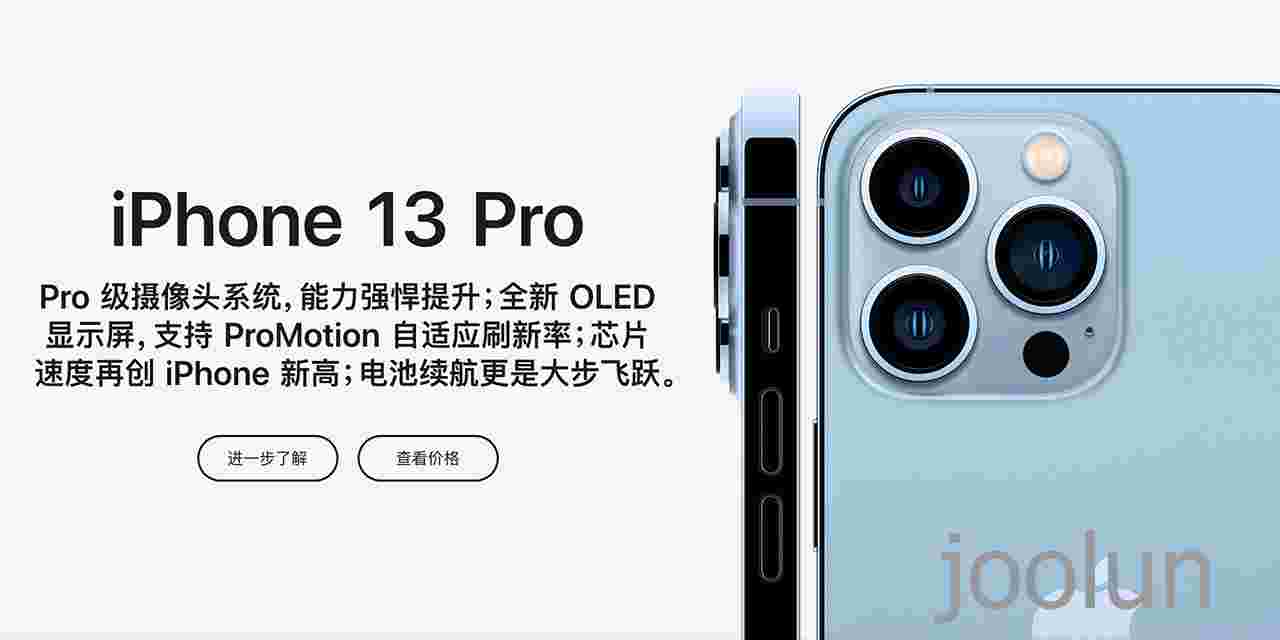 iPhone 13 Pro
Pro 级摄像头系统，能力强悍提升；全新 OLED
显示屏，支持 ProMotion 自适应刷新率；芯片
速度再创 iPhone 新高；电池续航更是大步飞跃。
进一步了解 查看价格
joolun